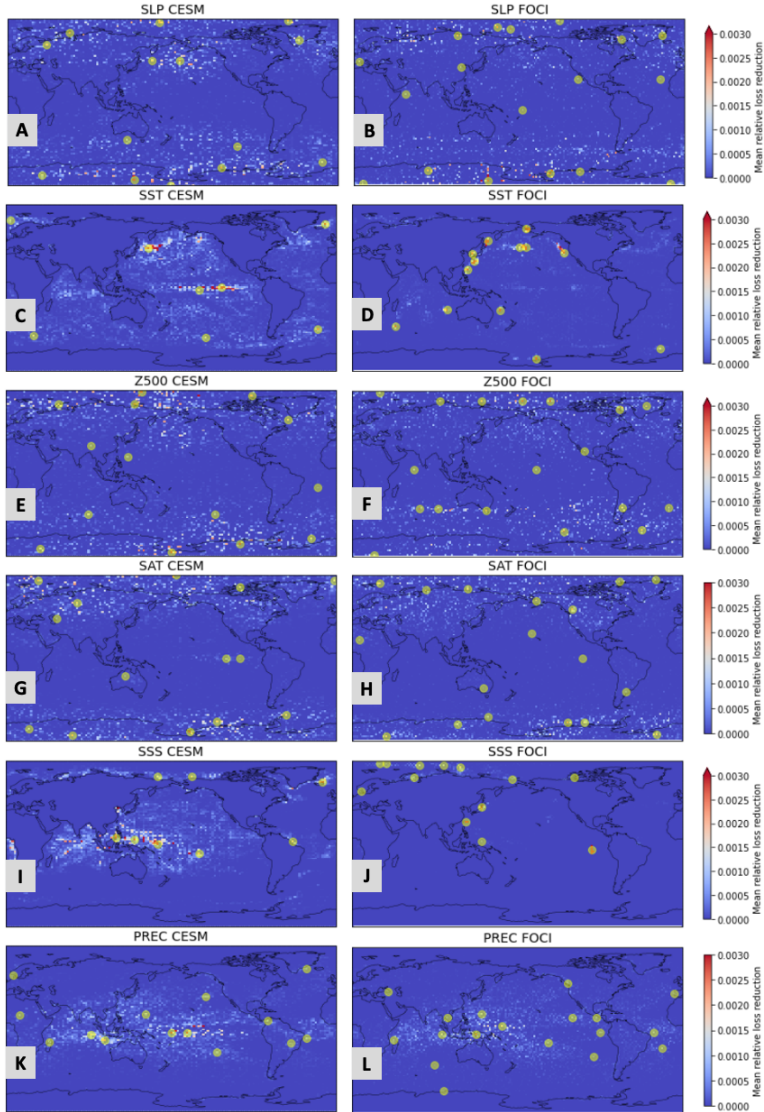 SLP CESM
SLP FOCI
A
B
0.0030
0.0025
0.0020
0.0015
0.0010
0.0005
0.0000
Mean relative loss reduction
SST CESM
SST FOCI
C
D
0.0030
0.0025
0.0020
0.0015
0.0010
0.0005
0.0000
Mean relative loss reduction
Z500 CESM
Z500 FOCI
E
F
0.0030
0.0025
0.0020
0.0015
0.0010
0.0005
0.0000
Mean relative loss reduction
SAT CESM
SAT FOCI
G
H
0.0030
0.0025
0.0020
0.0015
0.0010
0.0005
0.0000
Mean relative loss reduction
SSS CESM
SSS FOCI
I
J
0.0030
0.0025
0.0020
0.0015
0.0010
0.0005
0.0000
Mean relative loss reduction
PREC CESM
PREC FOCI
K
L
0.0030
0.0025
0.0020
0.0015
0.0010
0.0005
0.0000
Mean relative loss reduction